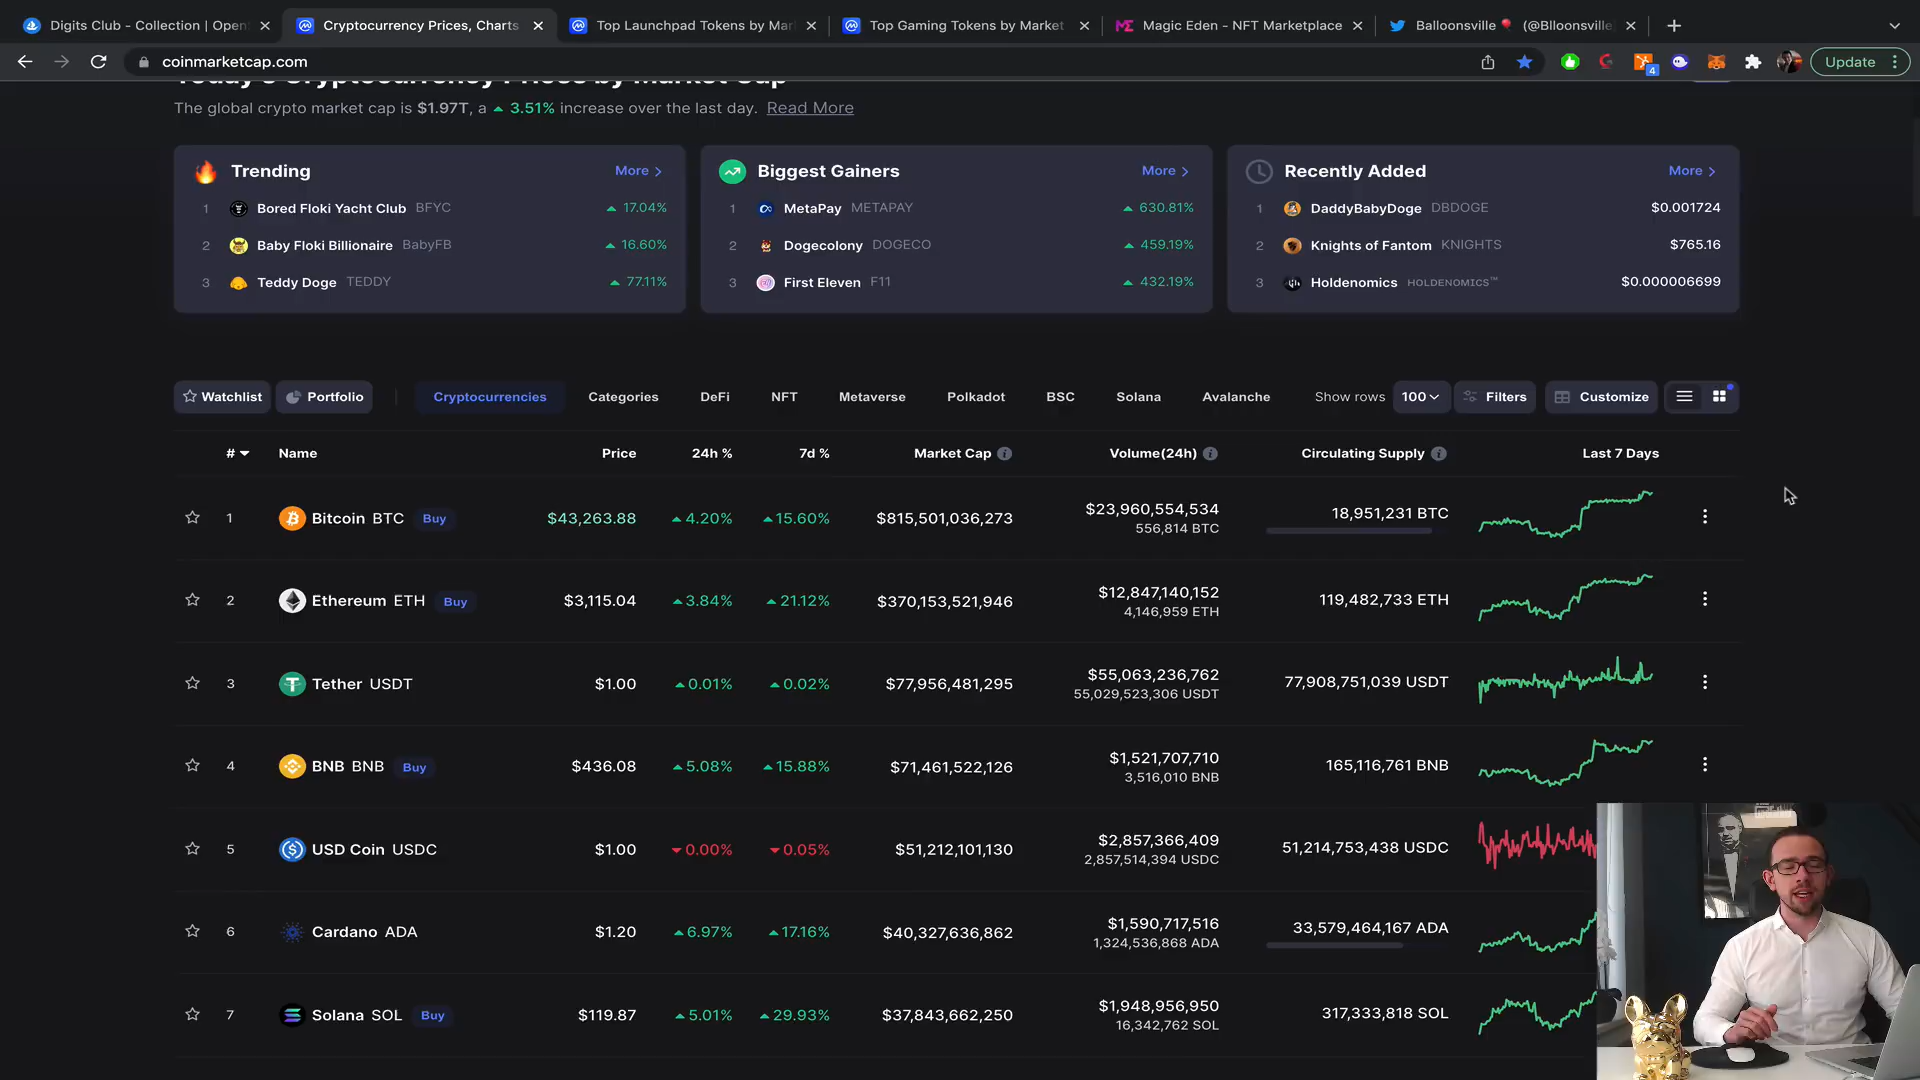 Digits Club - Collection | Open
Cryptocurrency Prices, Charts
Top Launchpad Tokens by Mar
Top Gaming Tokens by Market
Magic Eden - NFT Marketplace
Balloonsville🎈 (@Blloonsville
coinmarketcap.com
4
Update
Today's Cryptocurrency Prices by Market Cap
The global crypto market cap is $1.97T, a ▲ 3.51% increase over the last day. Read More
Trending More >
1 Bored Floki Yacht Club BFYC ▲ 17.04%
2 Baby Floki Billionaire BabyFB ▲ 16.60%
3 Teddy Doge TEDDY ▲ 77.11%
Biggest Gainers More >
1 MetaPay METAPAY ▲ 630.81%
2 Dogecolony DOGECO ▲ 459.19%
3 First Eleven F11 ▲ 432.19%
Recently Added More >
1 DaddyBabyDoge DBDOGE $0.001724
2 Knights of Fantom KNIGHTS $765.16
3 Holdenomics HOLDENOMICS™ $0.000006699
Watchlist Portfolio Cryptocurrencies Categories DeFi NFT Metaverse Polkadot BSC Solana Avalanche Show rows 100 Filters Customize
# Name Price 24h % 7d % Market Cap Volume(24h) Circulating Supply Last 7 Days
1 Bitcoin BTC Buy $43,263.88 ▲4.20% ▲15.60% $815,501,036,273 $23,960,554,534 18,951,231 BTC
556,814 BTC
2 Ethereum ETH Buy $3,115.04 ▲3.84% ▲21.12% $370,153,521,946 $12,847,140,152 119,482,733 ETH
4,146,959 ETH
3 Tether USDT $1.00 ▲0.01% ▲0.02% $77,956,481,295 $55,063,236,762 77,908,751,039 USDT
55,029,523,306 USDT
4 BNB BNB Buy $436.08 ▲5.08% ▲15.88% $71,461,522,126 $1,521,707,710 165,116,761 BNB
3,516,010 BNB
5 USD Coin USDC $1.00 ▼0.00% ▼0.05% $51,212,101,130 $2,857,366,409 51,214,753,438 USDC
2,857,514,394 USDC
6 Cardano ADA $1.20 ▲6.97% ▲17.16% $40,327,636,862 $1,590,717,516 33,579,464,167 ADA
1,324,536,868 ADA
7 Solana SOL Buy $119.87 ▲5.01% ▲29.93% $37,843,662,250 $1,948,956,950 317,333,818 SOL
16,342,762 SOL